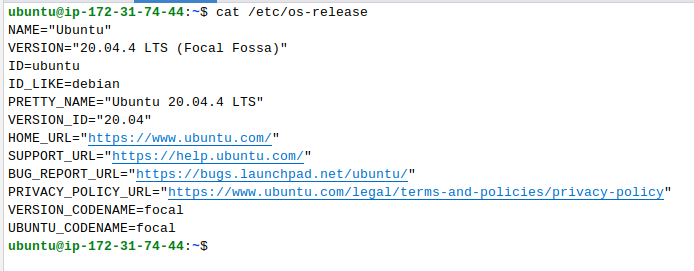 ubuntu@ip-172-31-74-44:~$ cat /etc/os-release
NAME="Ubuntu"
VERSION="20.04.4 LTS (Focal Fossa)"
ID=ubuntu
ID_LIKE=debian
PRETTY_NAME="Ubuntu 20.04.4 LTS"
VERSION_ID="20.04"
HOME_URL="https://www.ubuntu.com/"
SUPPORT_URL="https://help.ubuntu.com/"
BUG_REPORT_URL="https://bugs.launchpad.net/ubuntu/"
PRIVACY_POLICY_URL="https://www.ubuntu.com/legal/terms-and-policies/privacy-policy"
VERSION_CODENAME=focal
UBUNTU_CODENAME=focal
ubuntu@ip-172-31-74-44:~$